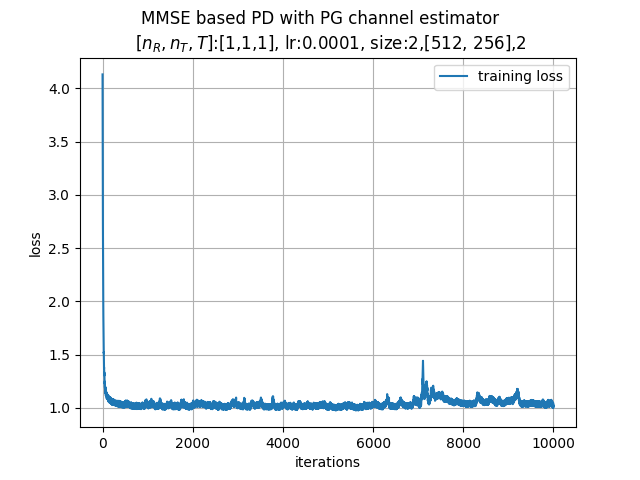 MMSE based PD with PG channel estimator
[n_R, n_T, T]:[1,1,1], lr:0.0001, size:2,[512, 256],2
training loss
4.0
3.5
3.0
2.5
2.0
1.5
1.0
loss
0 2000 4000 6000 8000 10000
iterations